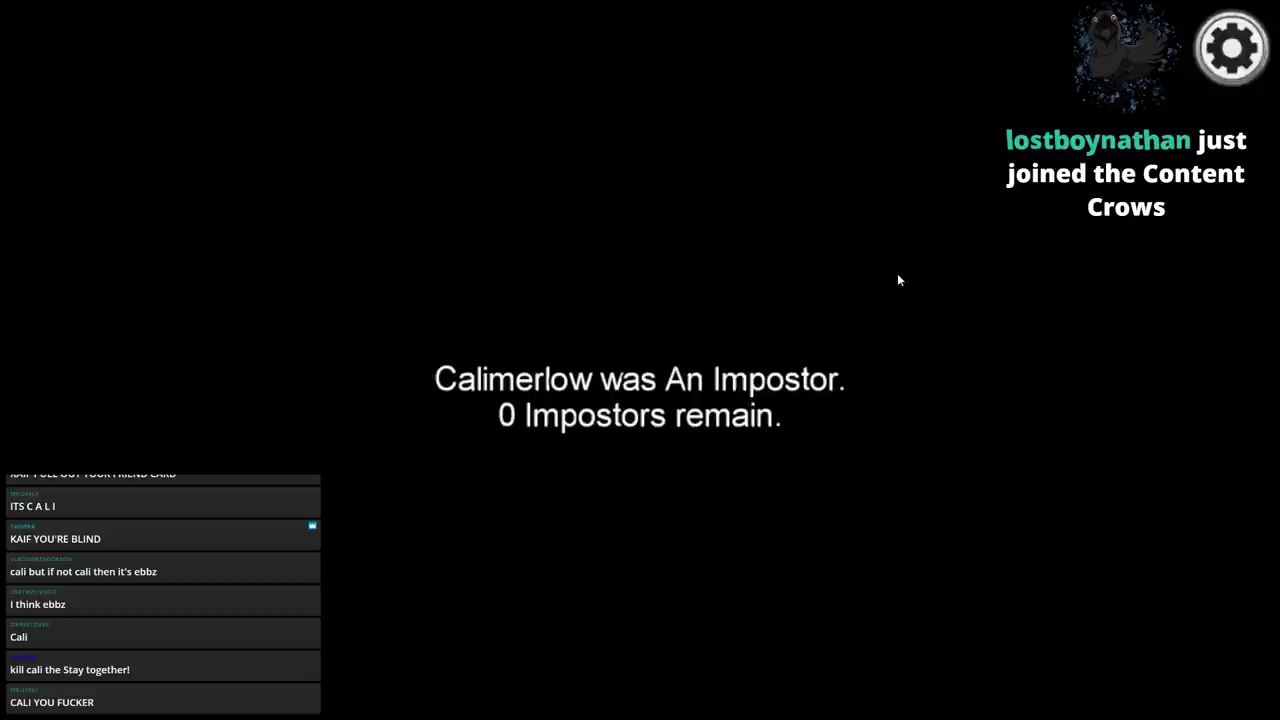 lostboynathan just
joined the Content
Crows
Calimerlow was An Impostor.
0 Impostors remain.
ITS C A L I
KAIF YOU'RE BLIND
cali but if not cali then it's ebbz
I think ebbz
Cali
kill cali the Stay together!
CALI YOU FUCKER